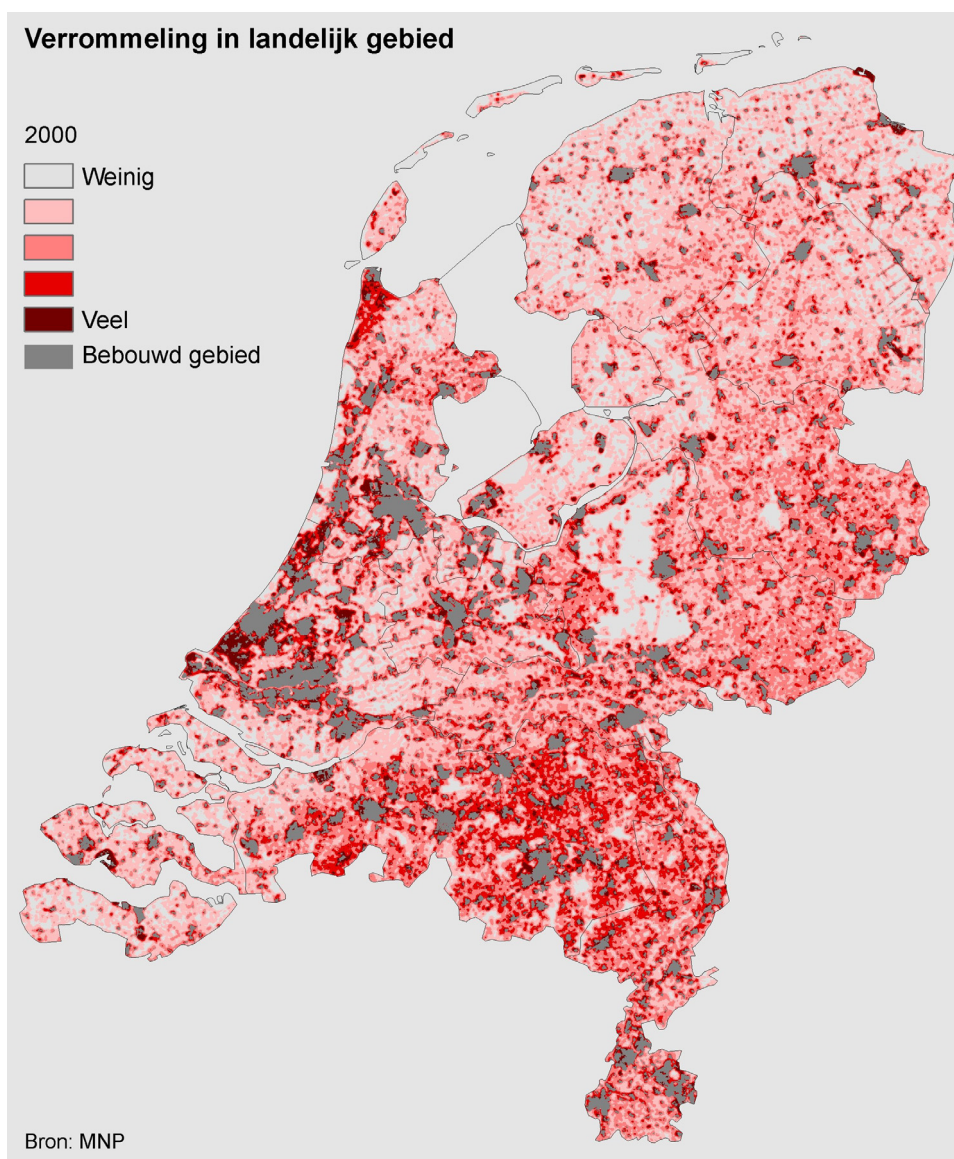 Verrommeling in landelijk gebied
2000
Weinig
Veel
Bebouwd gebied
Bron: MNP